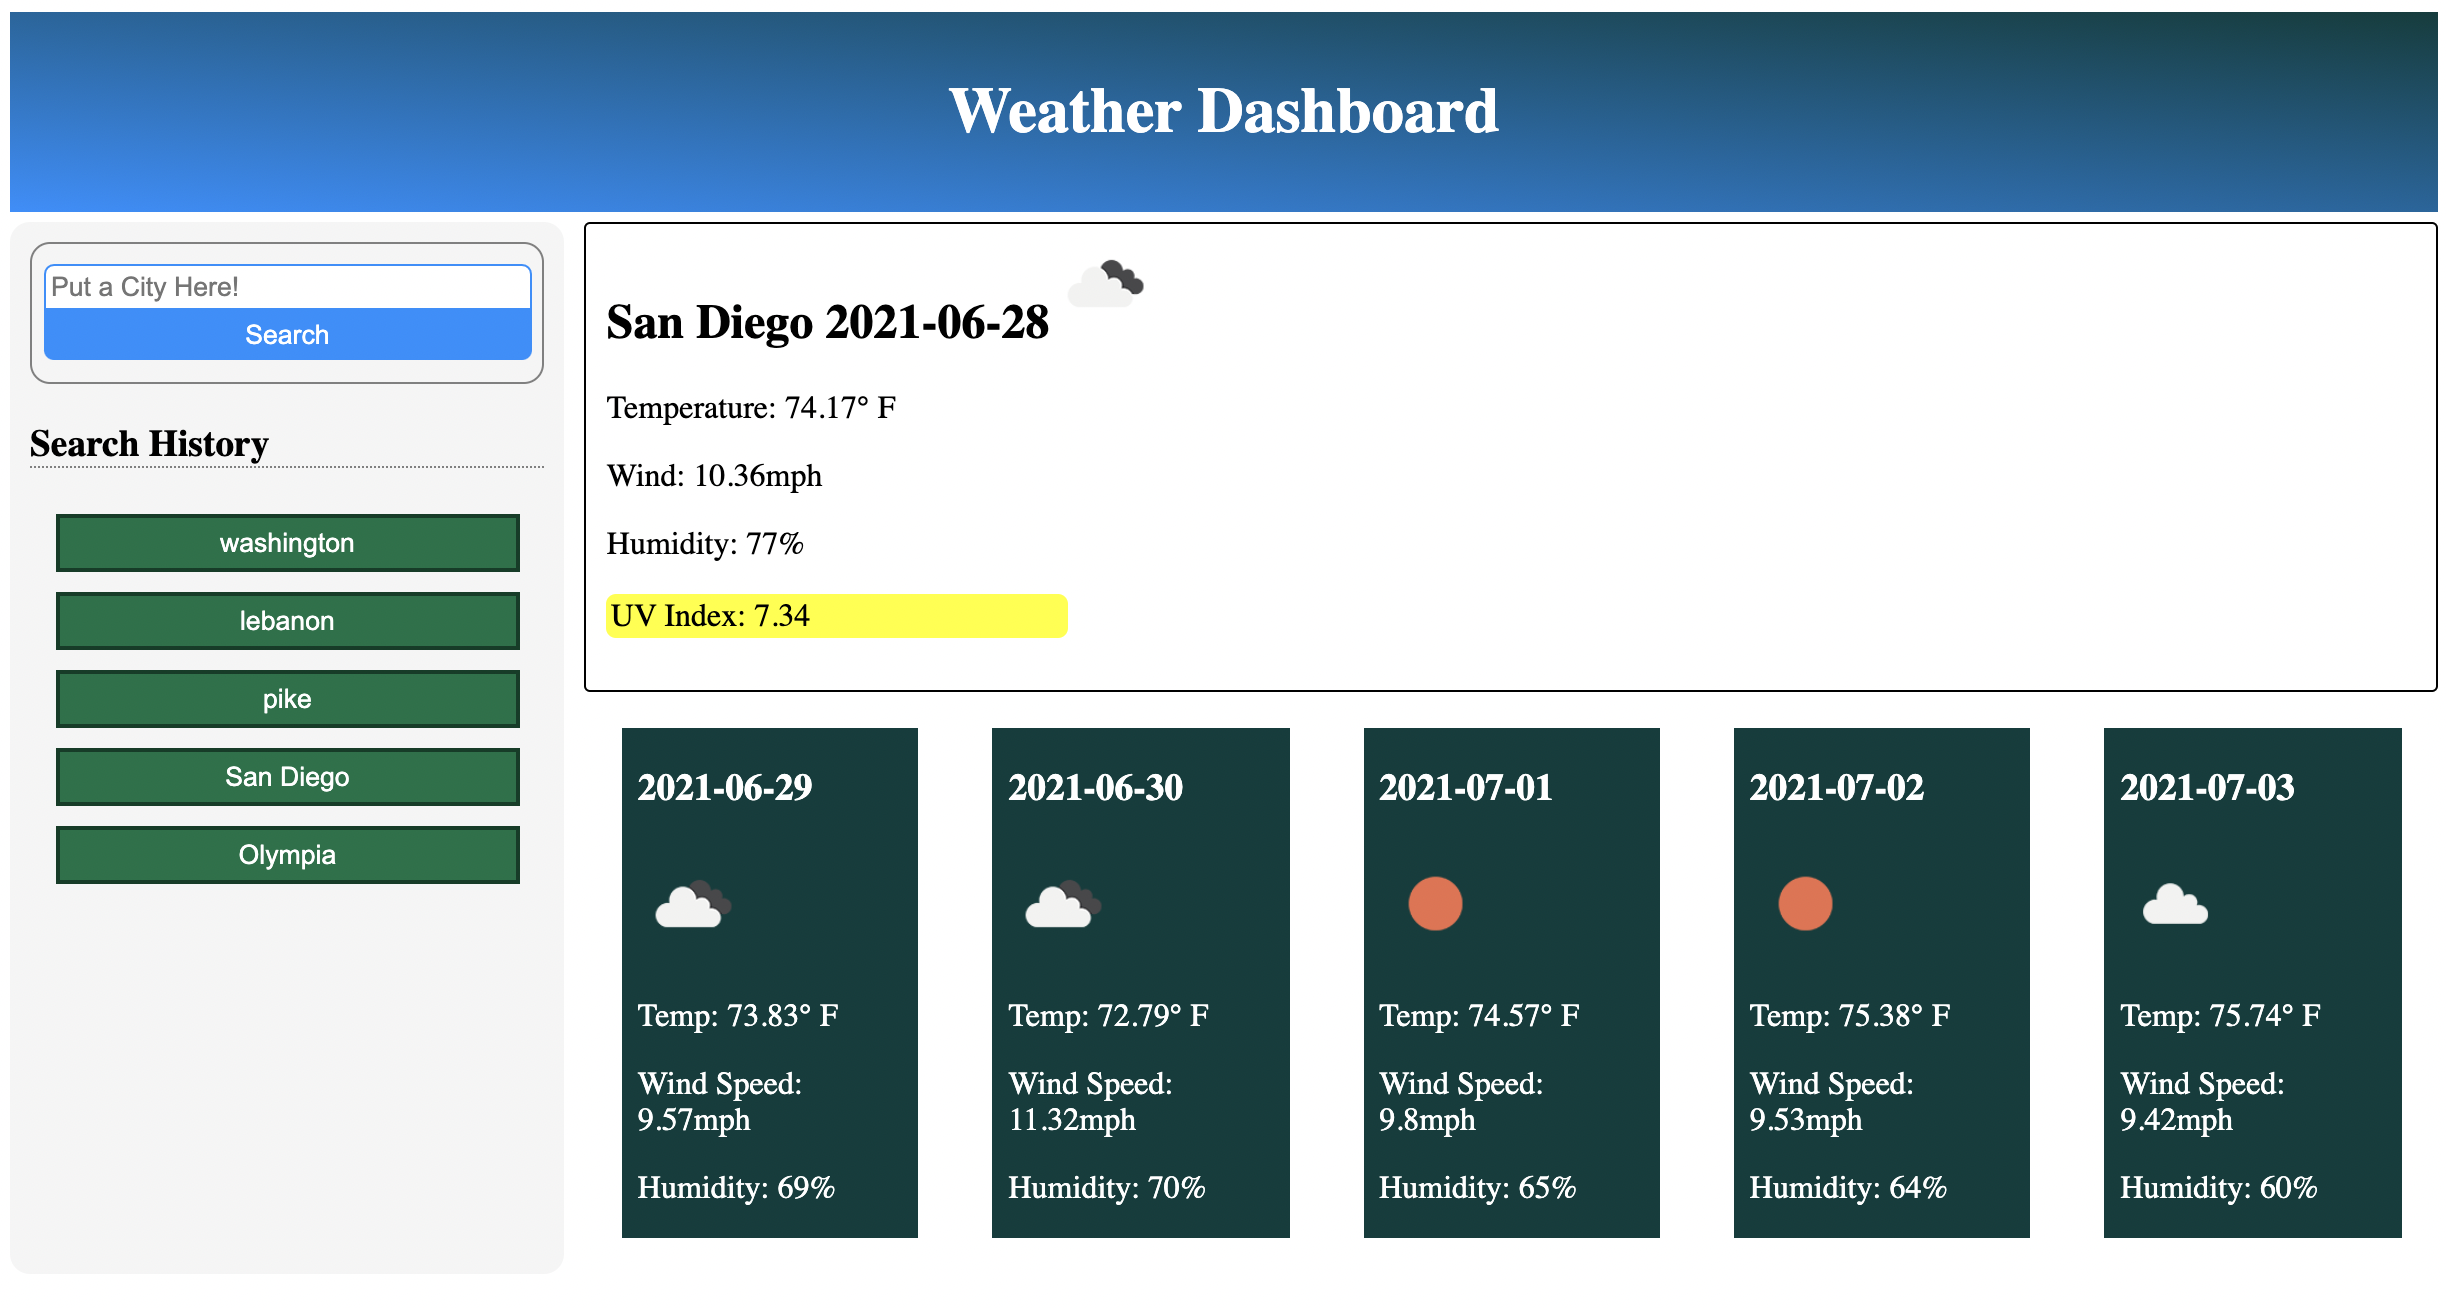 Weather Dashboard
Put a City Here!
Search
Search History
washington
lebanon
pike
San Diego
Olympia
San Diego 2021-06-28
Temperature: 74.17° F
Wind: 10.36mph
Humidity: 77%
UV Index: 7.34
2021-06-29
Temp: 73.83° F
Wind Speed:
9.57mph
Humidity: 69%
2021-06-30
Temp: 72.79° F
Wind Speed:
11.32mph
Humidity: 70%
2021-07-01
Temp: 74.57° F
Wind Speed:
9.8mph
Humidity: 65%
2021-07-02
Temp: 75.38° F
Wind Speed:
9.53mph
Humidity: 64%
2021-07-03
Temp: 75.74° F
Wind Speed:
9.42mph
Humidity: 60%